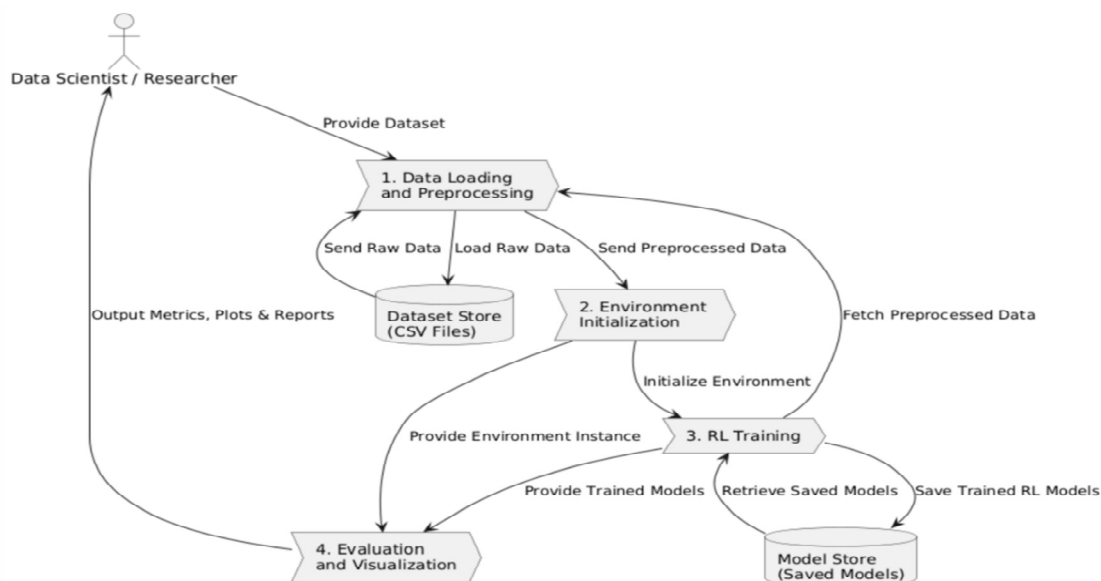 Data Scientist / Researcher
Provide Dataset
1. Data Loading
and Preprocessing
Send Raw Data
Load Raw Data
Send Preprocessed Data
Dataset Store
(CSV Files)
2. Environment
Initialization
Output Metrics, Plots & Reports
Fetch Preprocessed Data
Initialize Environment
Provide Environment Instance
3. RL Training
Provide Trained Models
Retrieve Saved Models
Save Trained RL Models
4. Evaluation
and Visualization
Model Store
(Saved Models)